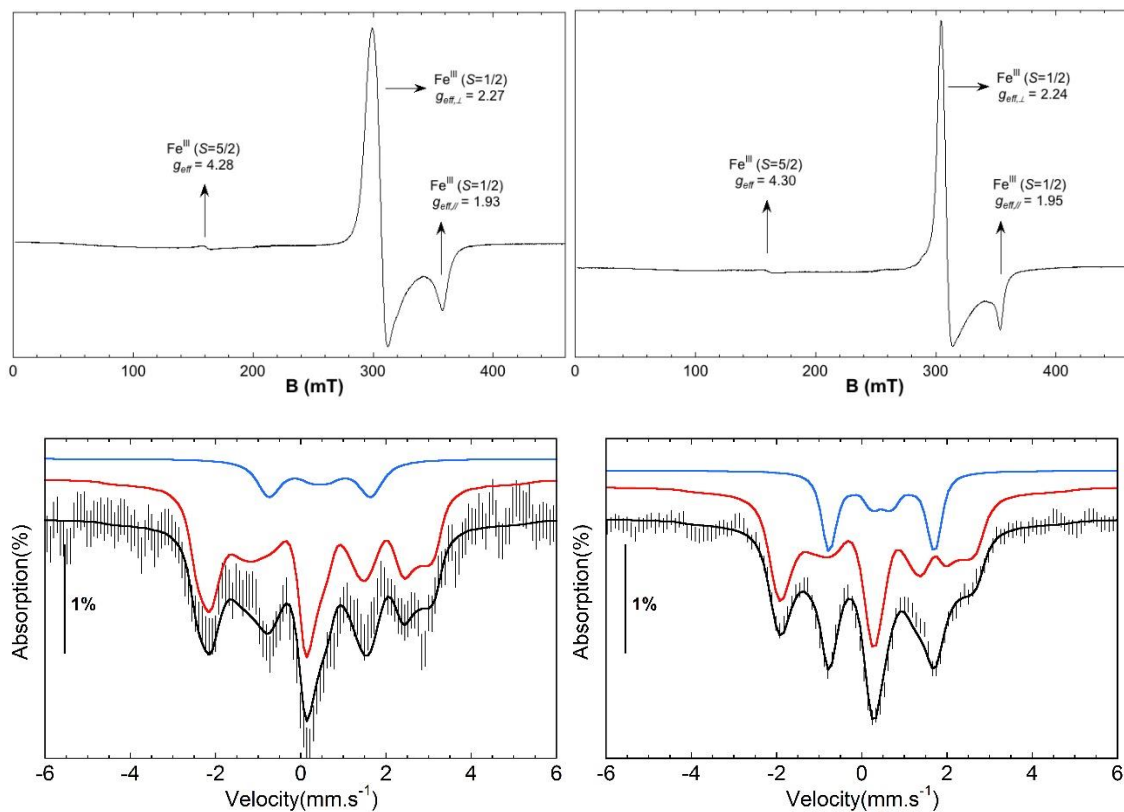 Fe^III (S=1/2)
g_eff,⊥ = 2.27
Fe^III (S=5/2)
g_eff = 4.28
Fe^III (S=1/2)
g_eff,// = 1.93
0 100 200 300 400
B (mT)
Fe^III (S=1/2)
g_eff,⊥ = 2.24
Fe^III (S=5/2)
g_eff = 4.30
Fe^III (S=1/2)
g_eff,// = 1.95
0 100 200 300 400
B (mT)
Absorption(%)
1%
-6 -4 -2 0 2 4 6
Velocity(mm.s⁻¹)
Absorption(%)
1%
-6 -4 -2 0 2 4 6
Velocity(mm.s⁻¹)